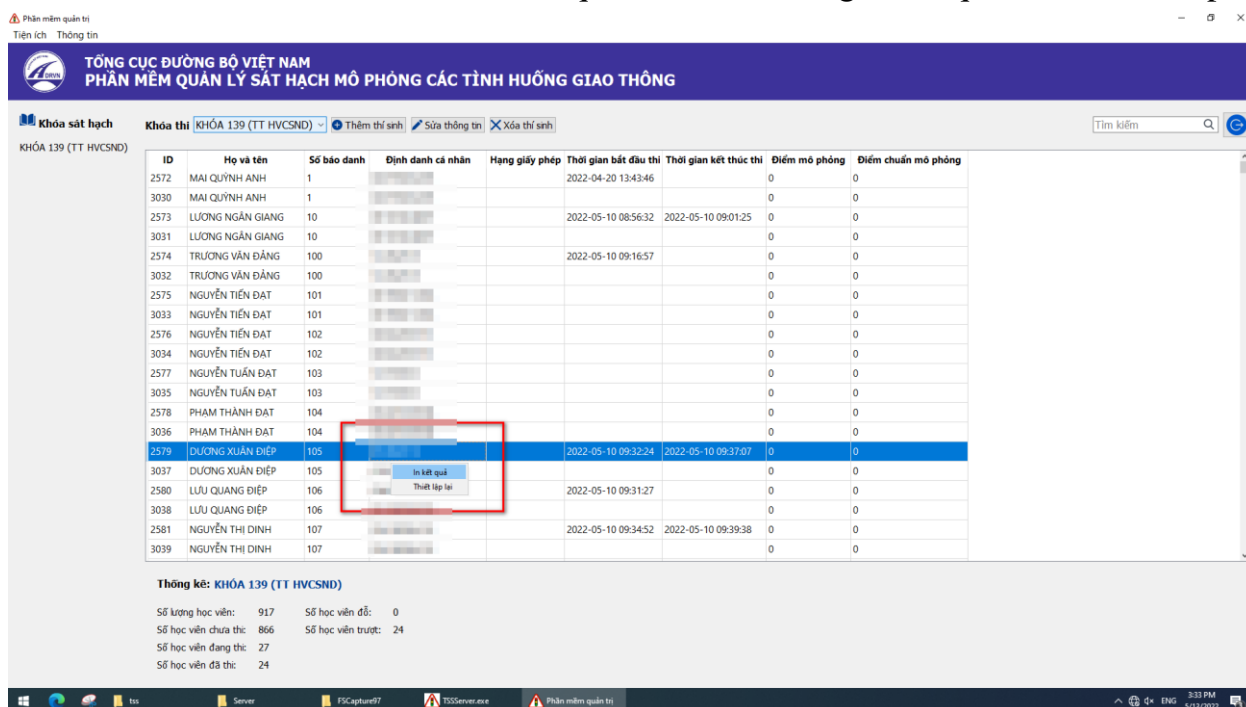 Phần mềm quản trị
Tiện ích Thông tin
DRVN
TỔNG CỤC ĐƯỜNG BỘ VIỆT NAM
PHẦN MỀM QUẢN LÝ SÁT HẠCH MÔ PHỎNG CÁC TÌNH HUỐNG GIAO THÔNG
Khóa sát hạch
KHÓA 139 (TT HVCSND)
Khóa thi KHÓA 139 (TT HVCSND) Thêm thí sinh Sửa thông tin Xóa thí sinh Tìm kiếm
ID Họ và tên Số báo danh Định danh cá nhân Hạng giấy phép Thời gian bắt đầu thi Thời gian kết thúc thi Điểm mô phỏng Điểm chuẩn mô phỏng
2572 MAI QUỲNH ANH 1 2022-04-20 13:43:46 0 0
3030 MAI QUỲNH ANH 1 0 0
2573 LƯƠNG NGÂN GIANG 10 2022-05-10 08:56:32 2022-05-10 09:01:25 0 0
3031 LƯƠNG NGÂN GIANG 10 0 0
2574 TRƯƠNG VĂN ĐẢNG 100 2022-05-10 09:16:57 0 0
3032 TRƯƠNG VĂN ĐẢNG 100 0 0
2575 NGUYỄN TIẾN ĐẠT 101 0 0
3033 NGUYỄN TIẾN ĐẠT 101 0 0
2576 NGUYỄN TIẾN ĐẠT 102 0 0
3034 NGUYỄN TIẾN ĐẠT 102 0 0
2577 NGUYỄN TUẤN ĐẠT 103 0 0
3035 NGUYỄN TUẤN ĐẠT 103 0 0
2578 PHẠM THÀNH ĐẠT 104 0 0
3036 PHẠM THÀNH ĐẠT 104 0 0
2579 DƯƠNG XUÂN ĐIỆP 105 2022-05-10 09:32:24 2022-05-10 09:37:07 0 0
3037 DƯƠNG XUÂN ĐIỆP 105 In kết quả 0 0
2580 LƯU QUANG ĐIỆP 106 Thiết lập lại 2022-05-10 09:31:27 0 0
3038 LƯU QUANG ĐIỆP 106 0 0
2581 NGUYỄN THỊ DINH 107 2022-05-10 09:34:52 2022-05-10 09:39:38 0 0
3039 NGUYỄN THỊ DINH 107 0 0
Thống kê: KHÓA 139 (TT HVCSND)
Số lượng học viên: 917 Số học viên đỗ: 0
Số học viên chưa thi: 866 Số học viên trượt: 24
Số học viên đang thi: 27
Số học viên đã thi: 24
tss Server FSCapture97 TSSServer.exe Phần mềm quản trị ENG 3:33 PM
5/13/2022